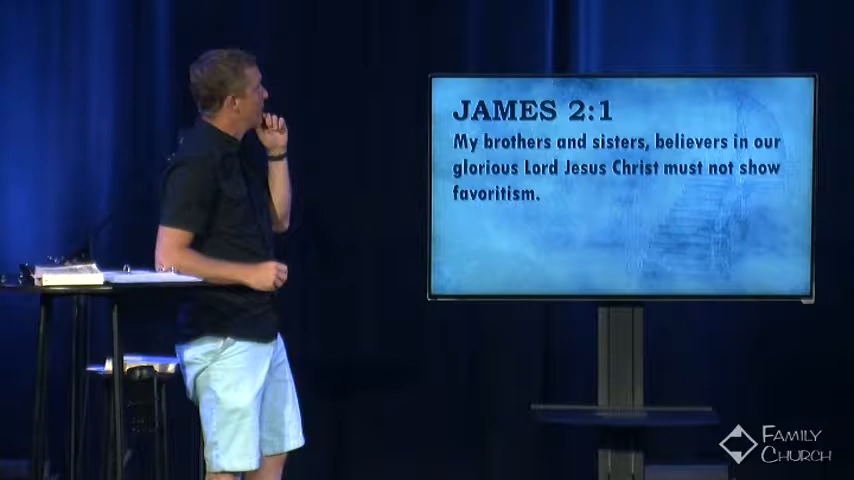 JAMES 2:1
My brothers and sisters, believers in our
glorious Lord Jesus Christ must not show
favoritism.
FAMILY
CHURCH